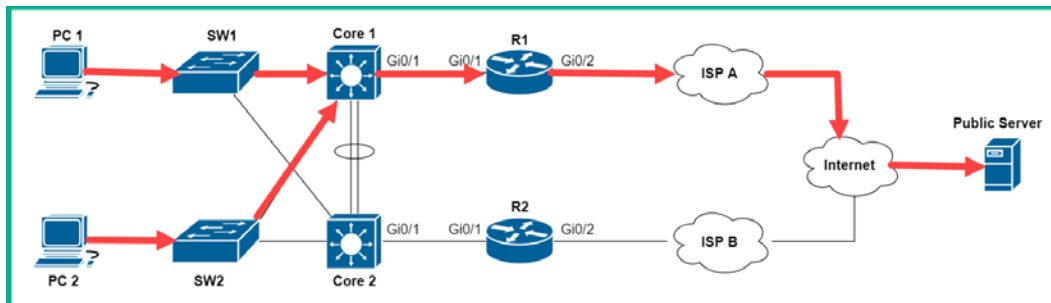 PC 1
SW1
Core 1
Gi0/1
Gi0/1
R1
Gi0/2
ISP A
Public Server
Internet
?
PC 2
?
SW2
Core 2
Gi0/1
Gi0/1
R2
Gi0/2
ISP B